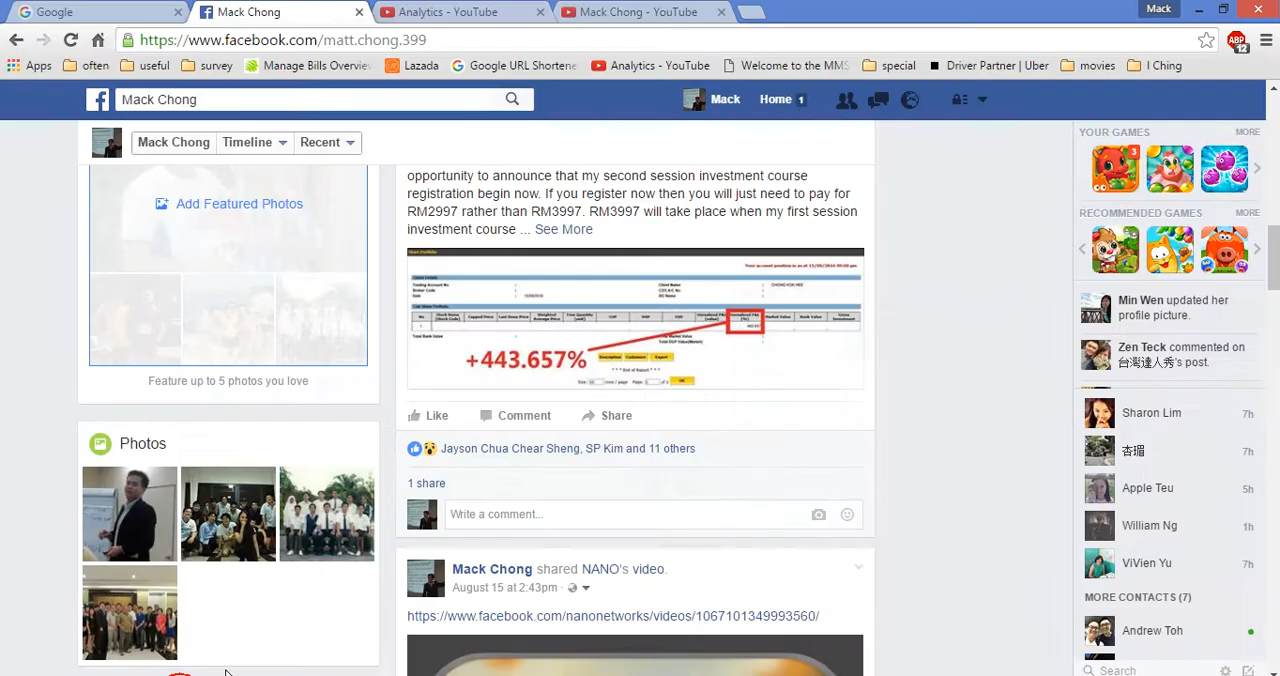 Google
Mack Chong
Analytics - YouTube
Mack Chong - YouTube
Mack
https://www.facebook.com/matt.chong.399
ABP
12
Apps
often
useful
survey
Manage Bills Overvie
Lazada
Google URL Shortene
Analytics - YouTube
Welcome to the MMS
special
Driver Partner | Uber
movies
I Ching
Mack Chong
Mack
Home 1
Mack Chong
Timeline
Recent
YOUR GAMES
MORE
3
RECOMMENDED GAMES
MORE
Add Featured Photos
Feature up to 5 photos you love
Photos
opportunity to announce that my second session investment course
registration begin now. If you register now then you will just need to pay for
RM2997 rather than RM3997. RM3997 will take place when my first session
investment course ... See More
+443.657%
Like
Comment
Share
Jayson Chua Chear Sheng, SP Kim and 11 others
1 share
Write a comment...
Mack Chong shared NANO's video.
August 15 at 2:43pm ·
https://www.facebook.com/nanonetworks/videos/1067101349993560/
Min Wen updated her
profile picture.
Zen Teck commented on
台灣達人秀's post.
Sharon Lim
7h
杏瑂
7h
Apple Teu
5h
William Ng
1h
ViVien Yu
7h
MORE CONTACTS (7)
Andrew Toh
Search